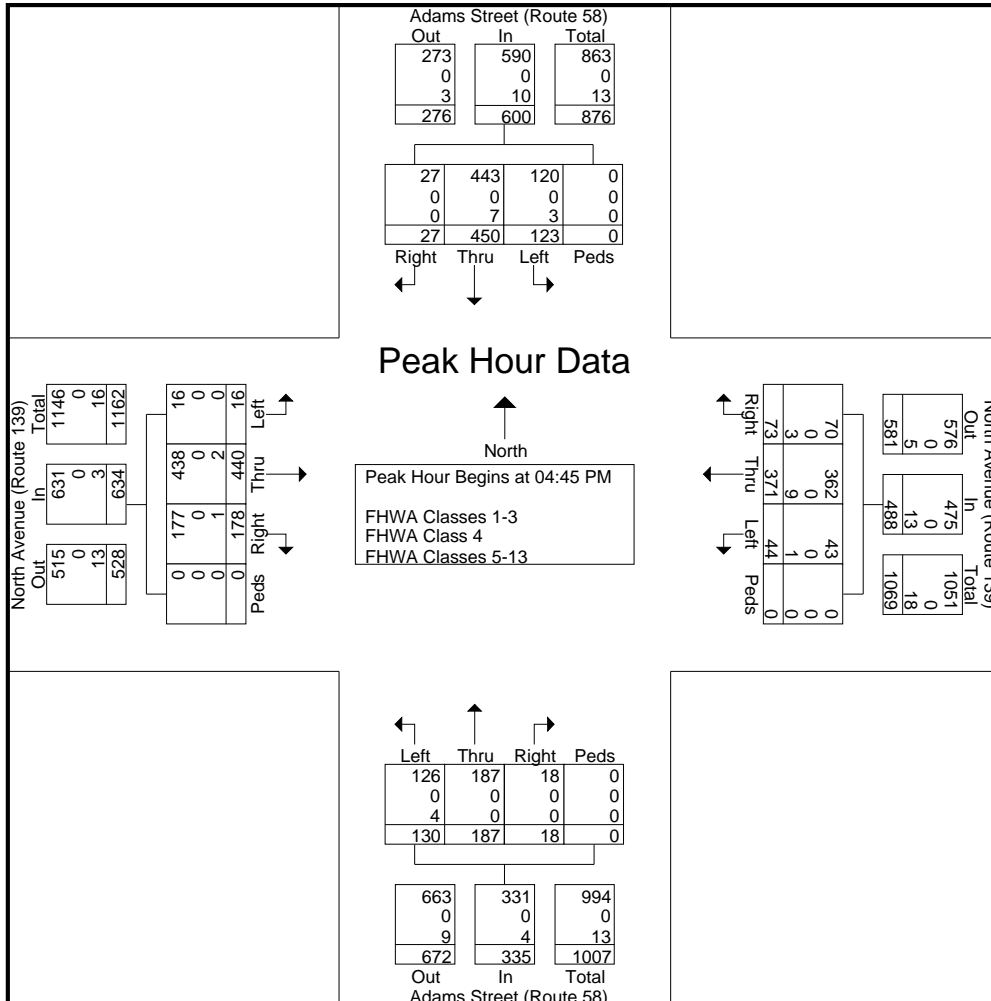 Adams Street (Route 58)
Out In Total
273 590 863
0 0 0
3 10 13
276 600 876
27 443 120 0
0 0 0 0
0 7 3 0
27 450 123 0
Right Thru Left Peds
Peak Hour Data
North
Peak Hour Begins at 04:45 PM
FHWA Classes 1-3
FHWA Class 4
FHWA Classes 5-13
North Avenue (Route 139)
Total
1146 0 16 1162
In
631 0 3 634
Out
515 0 13 528
Left
16 0 0 16
Thru
438 0 2 440
Right
177 0 1 178
Peds
0 0 0 0
Right
70 0 3 73
Thru
362 0 9 371
Left
43 0 1 44
Peds
0 0 0 0
North Avenue (Route 139)
Out
576 0 5 581
In
475 0 13 488
Total
1051 0 18 1069
Left Thru Right Peds
126 187 18 0
0 0 0 0
4 0 0 0
130 187 18 0
663 331 994
0 0 0
9 4 13
672 335 1007
Out In Total
Adams Street (Route 58)